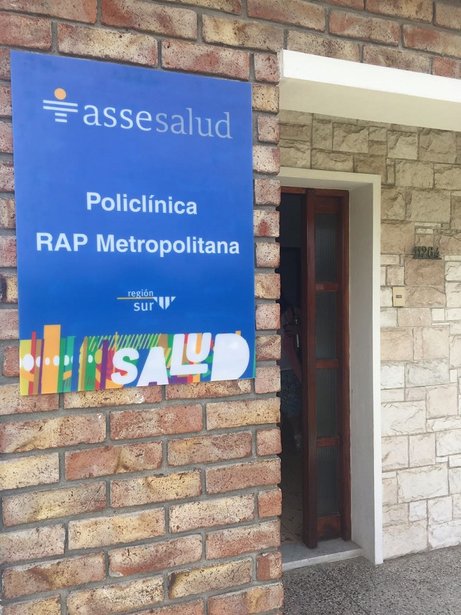 assesalud
Policlínica
RAP Metropolitana
región
sur
SALUD